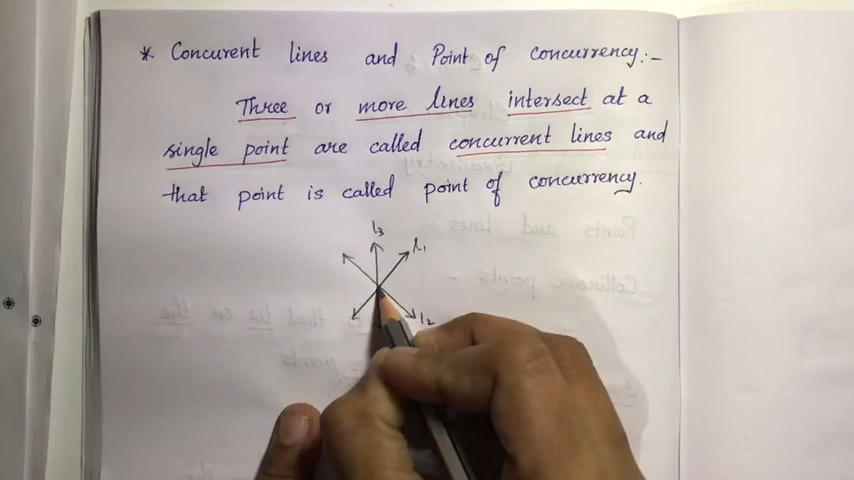 * Concurent lines and Point of concurrency:-
Three or more lines intersect at a
single point are called concurrent lines and
that point is called point of concurrency.
l3
l1
l2